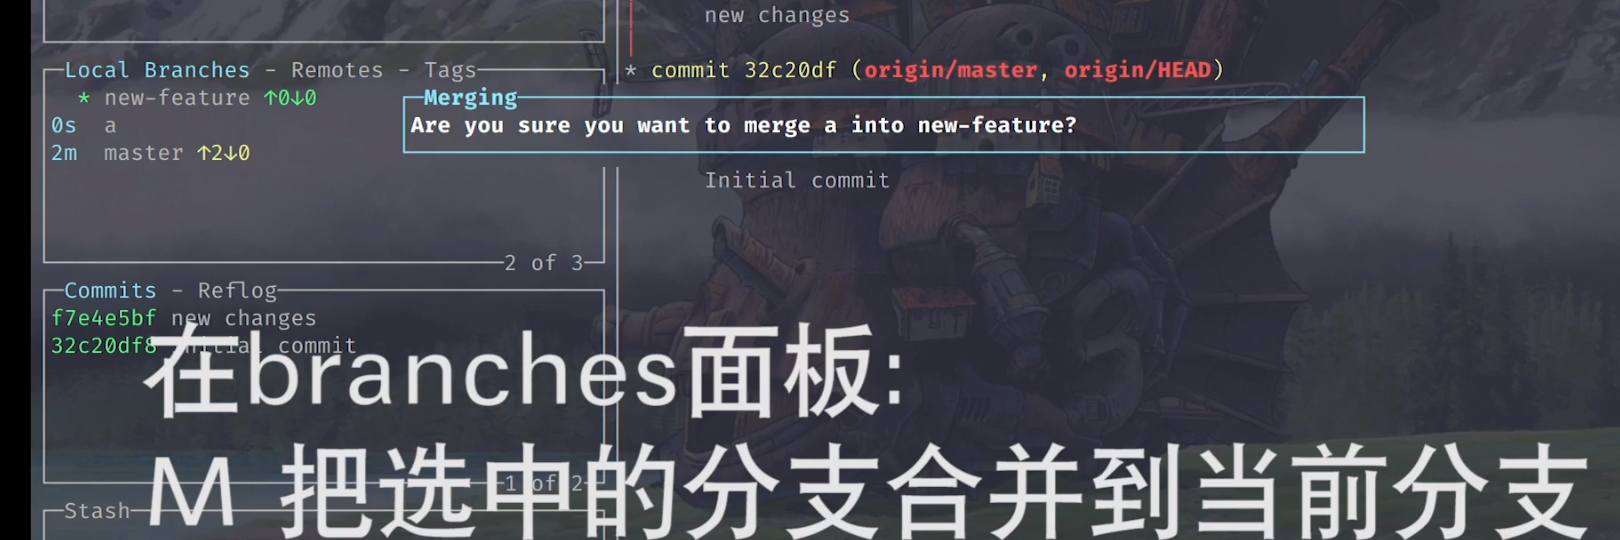 new changes
Local Branches - Remotes - Tags
* commit 32c20df (origin/master, origin/HEAD)
* new-feature ↑0↓0
Merging
0s a
Are you sure you want to merge a into new-feature?
2m master ↑2↓0
Initial commit
2 of 3
Commits - Reflog
f7e4e5bf new changes
32c20df8 initial commit
在branches面板:
M 把选中的分支合并到当前分支
1 of 2
Stash